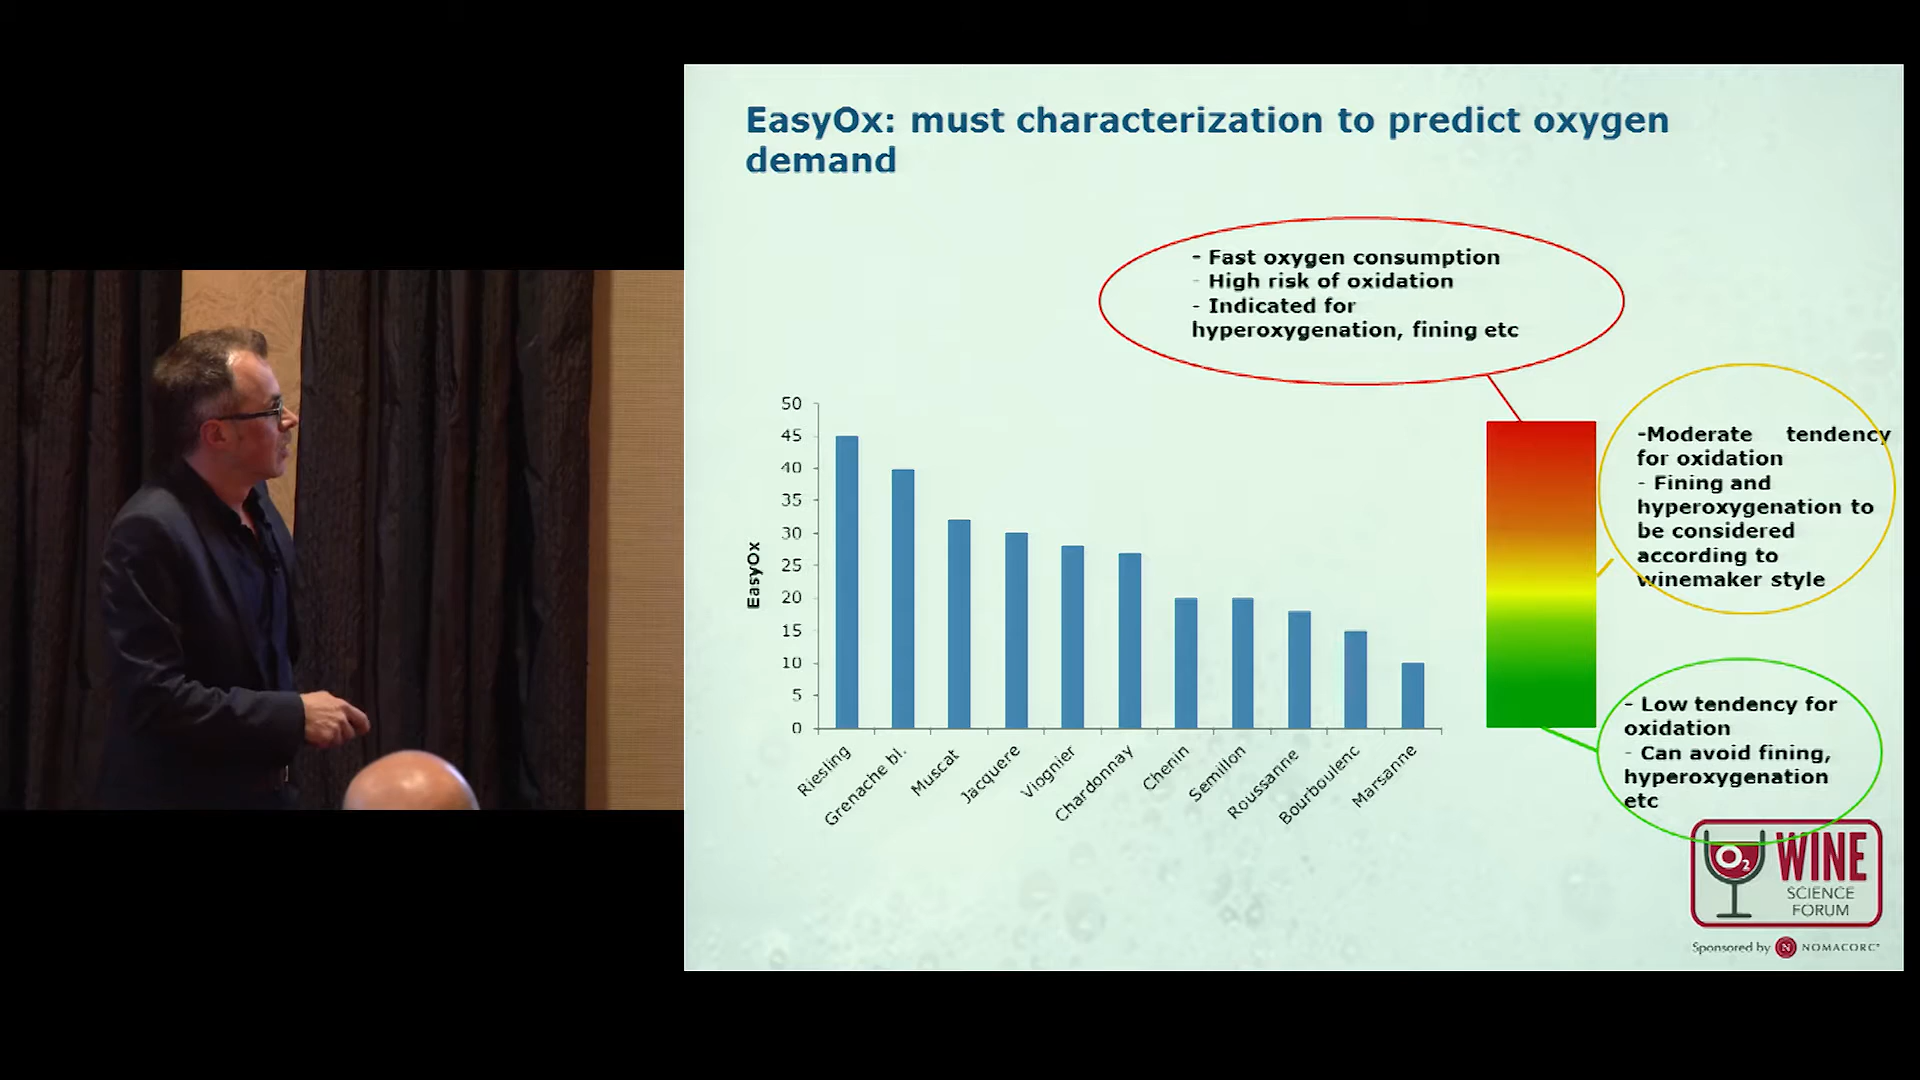 EasyOx: must characterization to predict oxygen
demand
- Fast oxygen consumption
- High risk of oxidation
- Indicated for
hyperoxygenation, fining etc
-Moderate tendency
for oxidation
- Fining and
hyperoxygenation to
be considered
according to
winemaker style
- Low tendency for
oxidation
- Can avoid fining,
hyperoxygenation
etc
EasyOx
50
45
40
35
30
25
20
15
10
5
0
Riesling
Grenache bl.
Muscat
Jacquere
Viognier
Chardonnay
Chenin
Semillon
Roussanne
Bourboulenc
Marsanne
O2
WINE
SCIENCE
FORUM
Sponsored by N NOMACORC